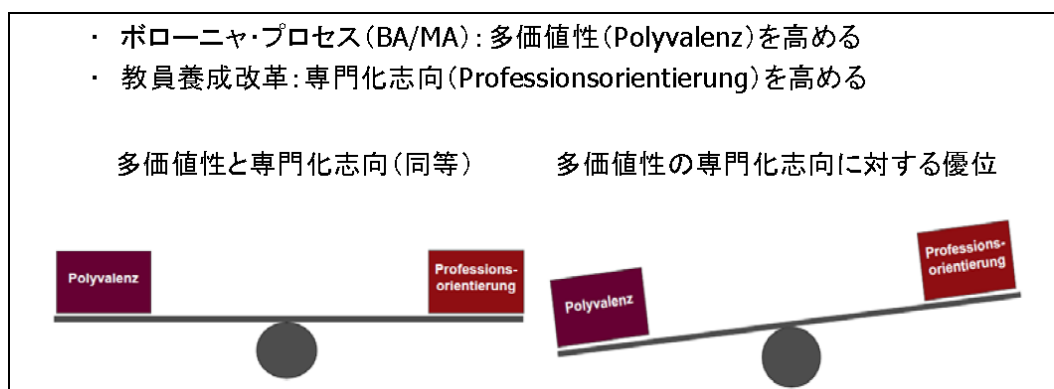 ・ ボローニャ・プロセス(BA/MA):多価値性(Polyvalenz)を高める
・ 教員養成改革:専門化志向(Professionsorientierung)を高める
多価値性と専門化志向(同等)
多価値性の専門化志向に対する優位
Polyvalenz
Professions-
orientierung
Polyvalenz
Professions-
orientierung